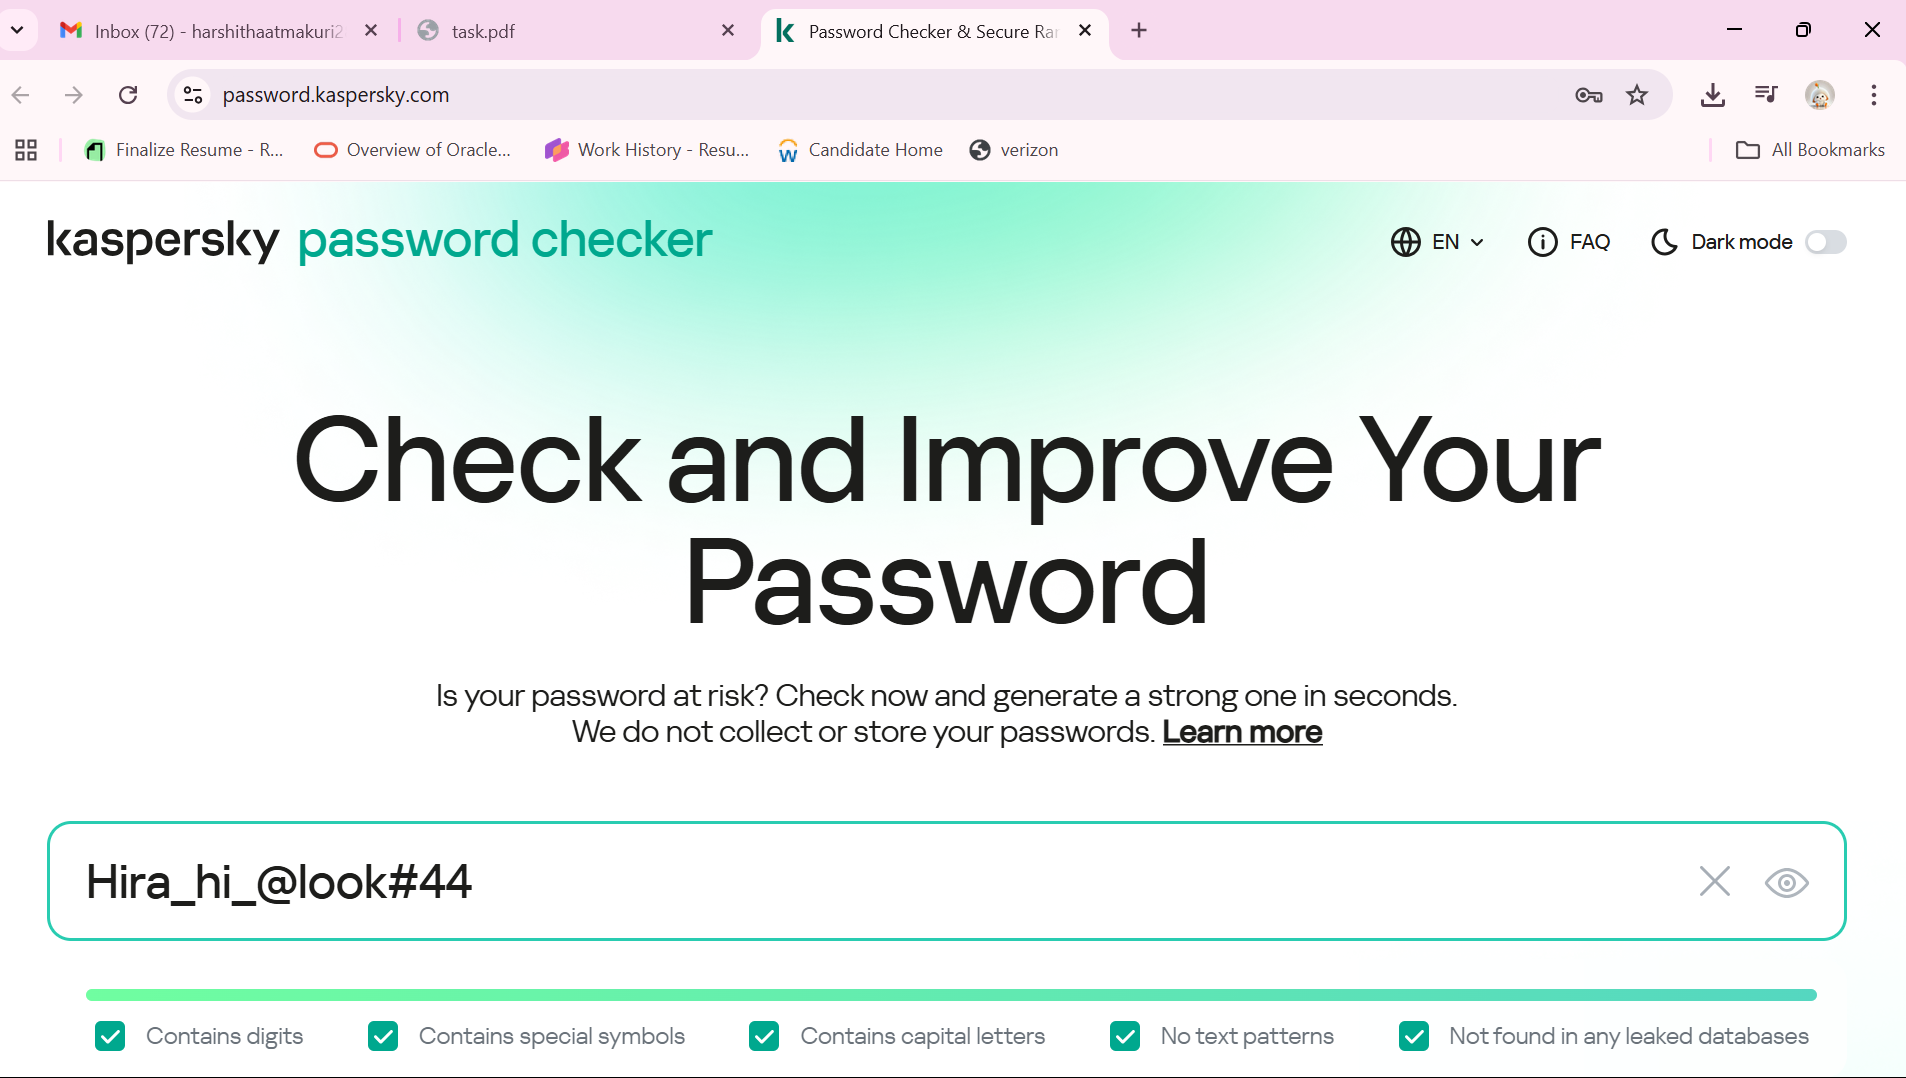 Inbox (72) - harshithaatmakuri2
task.pdf
Password Checker & Secure Ra
password.kaspersky.com
Finalize Resume - R...
Overview of Oracle...
Work History - Resu...
Candidate Home
verizon
All Bookmarks
kaspersky password checker
EN
FAQ
Dark mode
Check and Improve Your
Password
Is your password at risk? Check now and generate a strong one in seconds.
We do not collect or store your passwords. Learn more
Hira_hi_@look#44
Contains digits
Contains special symbols
Contains capital letters
No text patterns
Not found in any leaked databases